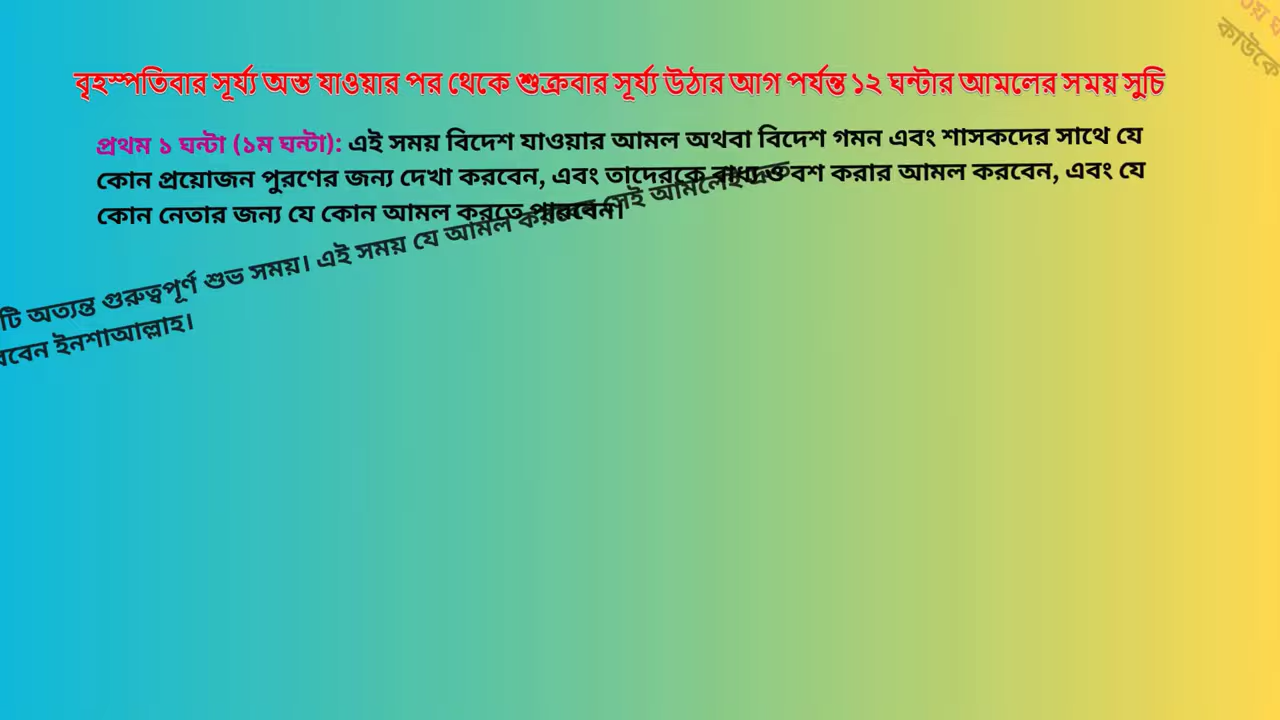 বৃহস্পতিবার সূর্য্য অস্ত যাওয়ার পর থেকে শুক্রবার সূর্য্য উঠার আগ পর্যন্ত ১২ ঘন্টার আমলের সময় সুচি
প্রথম ১ ঘন্টা (১ম ঘন্টা): এই সময় বিদেশ যাওয়ার আমল অথবা বিদেশ গমন এবং শাসকদের সাথে যে
কোন প্রয়োজন পুরণের জন্য দেখা করবেন, এবং তাদেরকে বাধ্য ও বশ করার আমল করবেন, এবং যে
কোন নেতার জন্য যে কোন আমল করতে পারবেন।
টি অত্যন্ত গুরুত্বপূর্ণ শুভ সময়। এই সময় যে আমল করবেন সেই আমলেই দ্রুত
বেন ইনশাআল্লাহ।
কাউকে